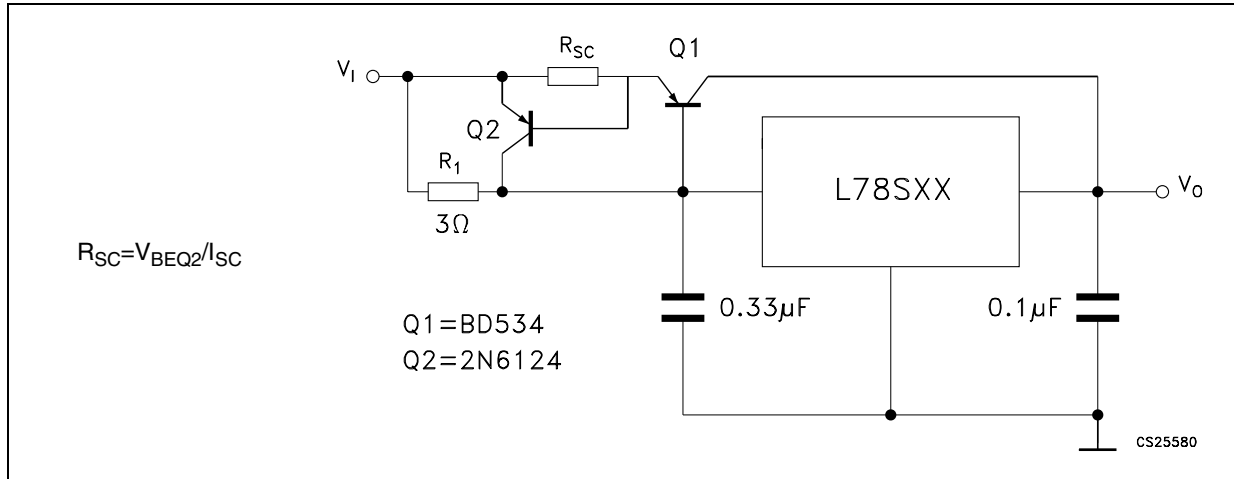 R_SC
Q1
V_I
Q2
R_1
3Ω
L78SXX
V_O
R_SC=V_BEQ2/I_SC
0.33µF
0.1µF
Q1=BD534
Q2=2N6124
CS25580